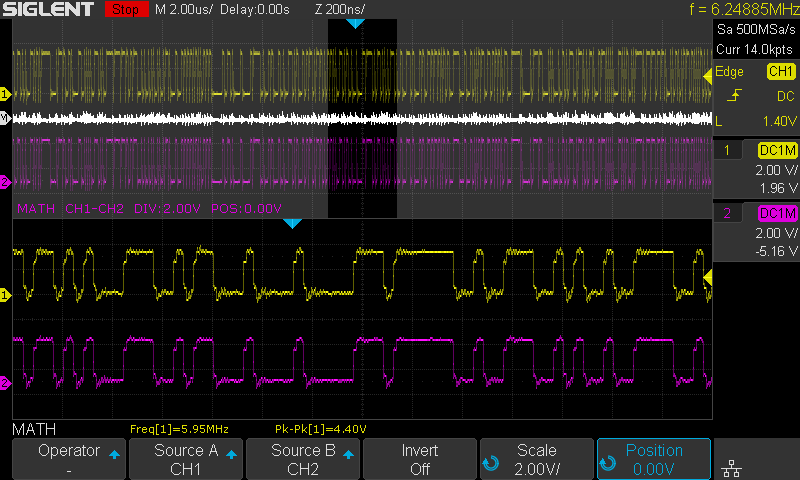 SIGLENT Stop M 2.00us/ Delay:0.00s Z 200ns/ f = 6.24885MHz
Sa 500MSa/s
Curr 14.0kpts
Edge CH1
DC
L 1.40V
1 DC1M
2.00 V/
1.96 V
2 DC1M
2.00 V/
-5.16 V
1
M
2
MATH CH1-CH2 DIV:2.00V POS:0.00V
1
2
MATH Freq[1]=5.95MHz Pk-Pk[1]=4.40V
Operator Source A Source B Invert Scale Position
- CH1 CH2 Off 2.00V/ 0.00V